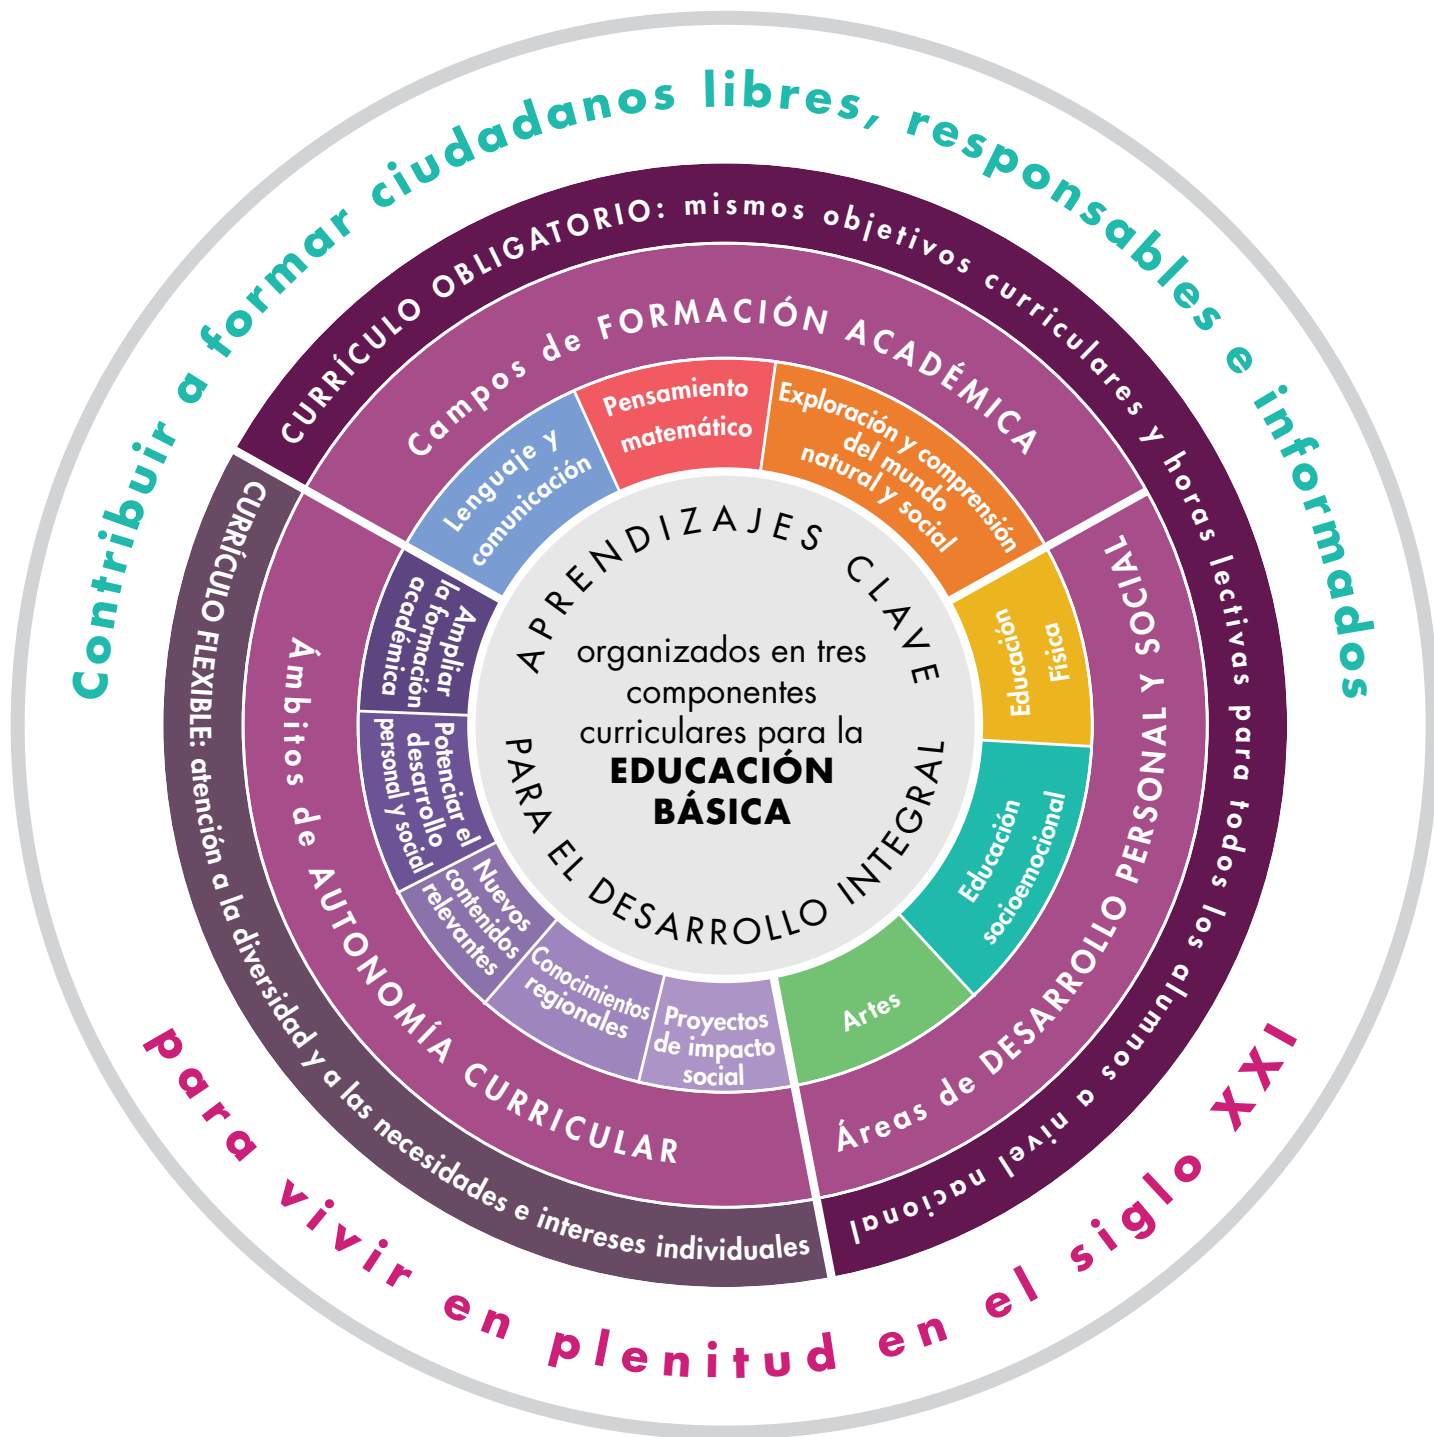 Contribuir a formar ciudadanos libres, responsables e informados
para vivir en plenitud en el siglo XXI
CURRÍCULO OBLIGATORIO: mismos objetivos curriculares y horas lectivas para todos los alumnos a nivel nacional
CURRÍCULO FLEXIBLE: atención a la diversidad y a las necesidades e intereses individuales
Campos de FORMACIÓN ACADÉMICA
Lenguaje y
comunicación
Pensamiento
matemático
Exploración y comprensión
del mundo
natural y social
Áreas de DESARROLLO PERSONAL Y SOCIAL
Educación
Física
Educación
socioemocional
Artes
Ámbitos de AUTONOMÍA CURRICULAR
Ampliar
la formación
académica
Potenciar el
desarrollo
personal y social
Nuevos
contenidos
relevantes
Conocimientos
regionales
Proyectos
de impacto
social
APRENDIZAJES CLAVE
organizados en tres
componentes
curriculares para la
EDUCACIÓN
BÁSICA
PARA EL DESARROLLO INTEGRAL